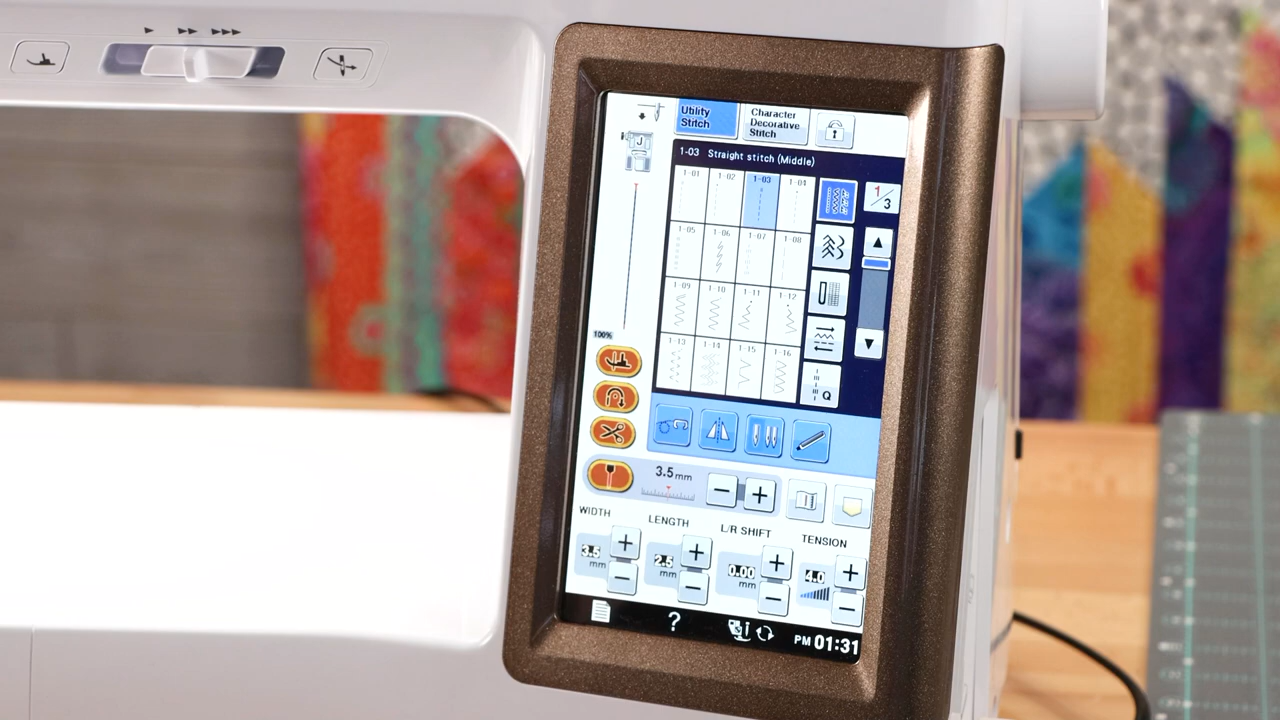 Utility
Stitch
Character
Decorative
Stitch
J
1-03 Straight stitch (Middle)
1-01 1-02 1-03 1-04
1/3
1-05 1-06 1-07 1-08
1-09 1-10 1-11 1-12
1-13 1-14 1-15 1-16
Q
100%
3.5 mm
WIDTH LENGTH L/R SHIFT TENSION
3.5 mm 2.5 mm 0.00 mm 4.0
? PM 01:31